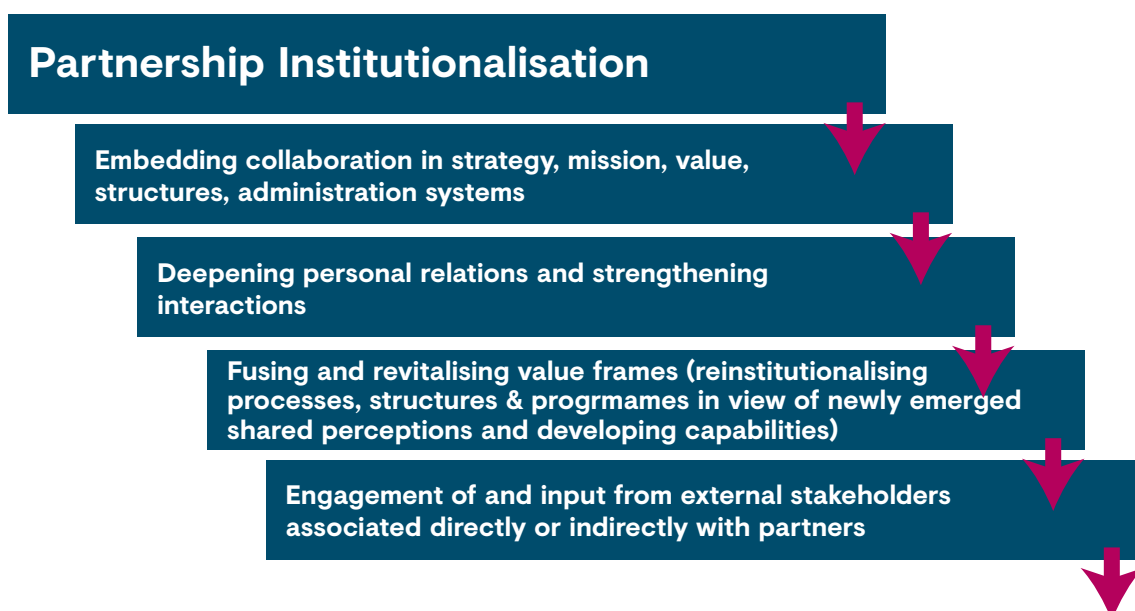 Partnership Institutionalisation
Embedding collaboration in strategy, mission, value,
structures, administration systems
Deepening personal relations and strengthening
interactions
Fusing and revitalising value frames (reinstitutionalising
processes, structures & progrmames in view of newly emerged
shared perceptions and developing capabilities)
Engagement of and input from external stakeholders
associated directly or indirectly with partners